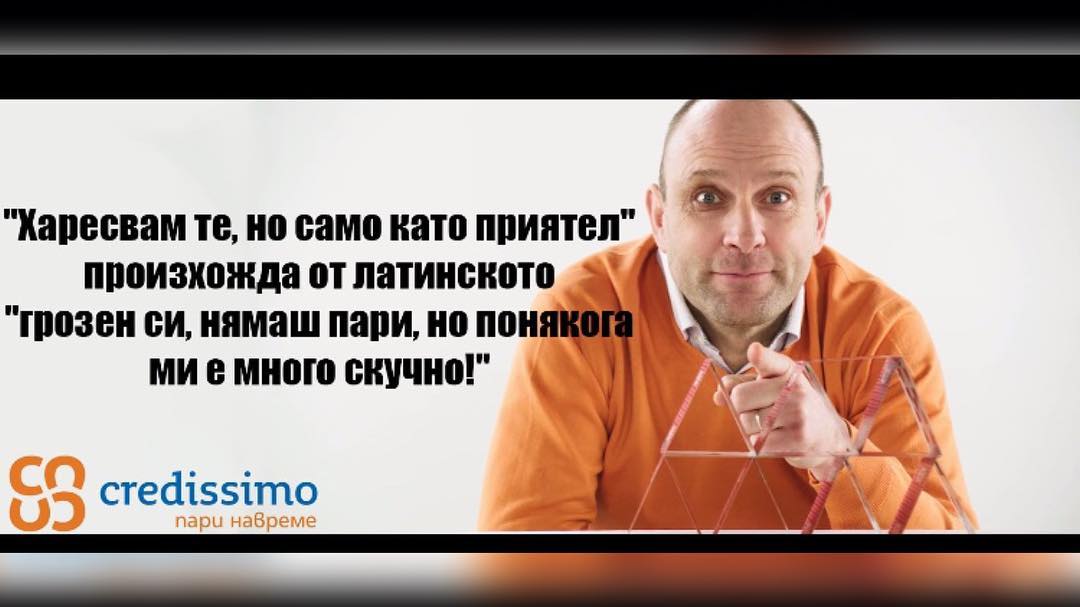 "Харесвам те, но само като приятел"
произхожда от латинското
"грозен си, нямаш пари, но понякога
ми е много скучно!"
credissimo
пари навреме